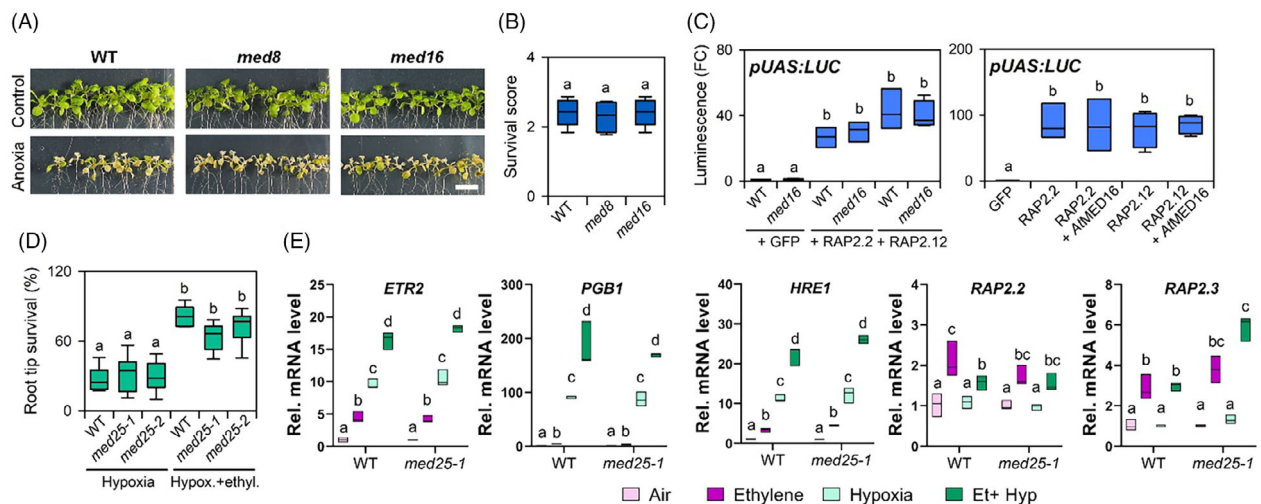 (A)
WT med8 med16
Control
Anoxia
(B)
Survival score
4
2
0
a a a
WT med8 med16
(C)
Luminescence (FC)
80
40
0
pUAS:LUC
a a b b b b
WT med16 WT med16 WT med16
+ GFP + RAP2.2 + RAP2.12
200
100
0
pUAS:LUC
a b b b b
GFP
RAP2.2
RAP2.2 + AtMED16
RAP2.12
RAP2.12 + AtMED16
(D)
Root tip survival (%)
120
60
0
a a a b b b
WT med25-1 med25-2 WT med25-1 med25-2
Hypoxia Hypox.+ethyl.
(E)
Rel. mRNA level
25
20
15
10
5
0
ETR2
a b c d a b c d
WT med25-1
Rel. mRNA level
300
200
100
0
PGB1
a b c d a b c d
WT med25-1
Rel. mRNA level
40
30
20
10
0
HRE1
a b c d a b c d
WT med25-1
Rel. mRNA level
4
3
2
1
0
RAP2.2
a c a b a bc a bc
WT med25-1
Rel. mRNA level
8
6
4
2
0
RAP2.3
a b a b a bc a c
WT med25-1
Air Ethylene Hypoxia Et+ Hyp